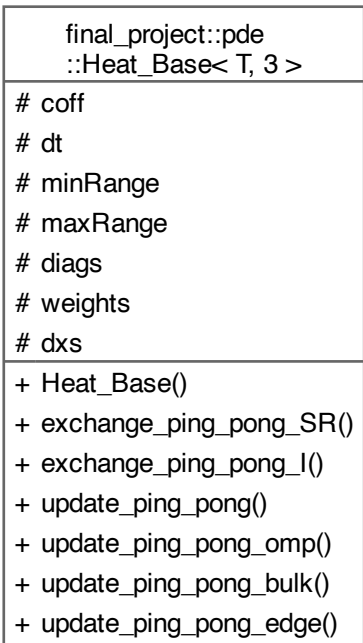 final_project::pde
::Heat_Base< T, 3 >
# coff
# dt
# minRange
# maxRange
# diags
# weights
# dxs
+ Heat_Base()
+ exchange_ping_pong_SR()
+ exchange_ping_pong_I()
+ update_ping_pong()
+ update_ping_pong_omp()
+ update_ping_pong_bulk()
+ update_ping_pong_edge()